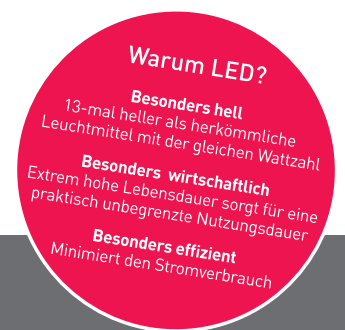 Warum LED?
Besonders hell
13-mal heller als herkömmliche
Leuchtmittel mit der gleichen Wattzahl
Besonders wirtschaftlich
Extrem hohe Lebensdauer sorgt für eine
praktisch unbegrenzte Nutzungsdauer
Besonders effizient
Minimiert den Stromverbrauch